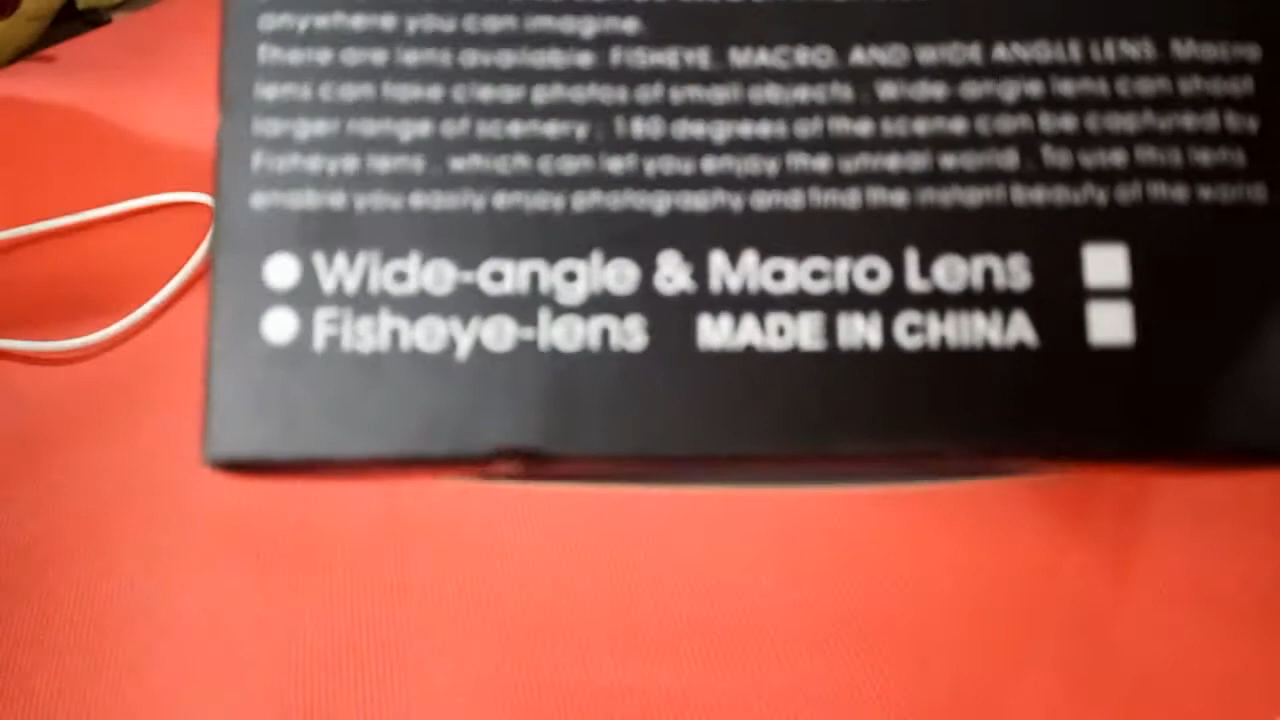 anywhere you can imagine.
There are lens available: FISHEYE, MACRO, AND WIDE ANGLE LENS. Macro
lens can take clear photos of small objects . Wide-angle lens can shoot
larger range of scenery ; 180 degrees of the scene can be captured by
Fisheye lens , which can let you enjoy the unreal world . To use this lens
enable you easily enjoy photography and find the instant beauty of the world.
● Wide-angle & Macro Lens
● Fisheye-lens MADE IN CHINA